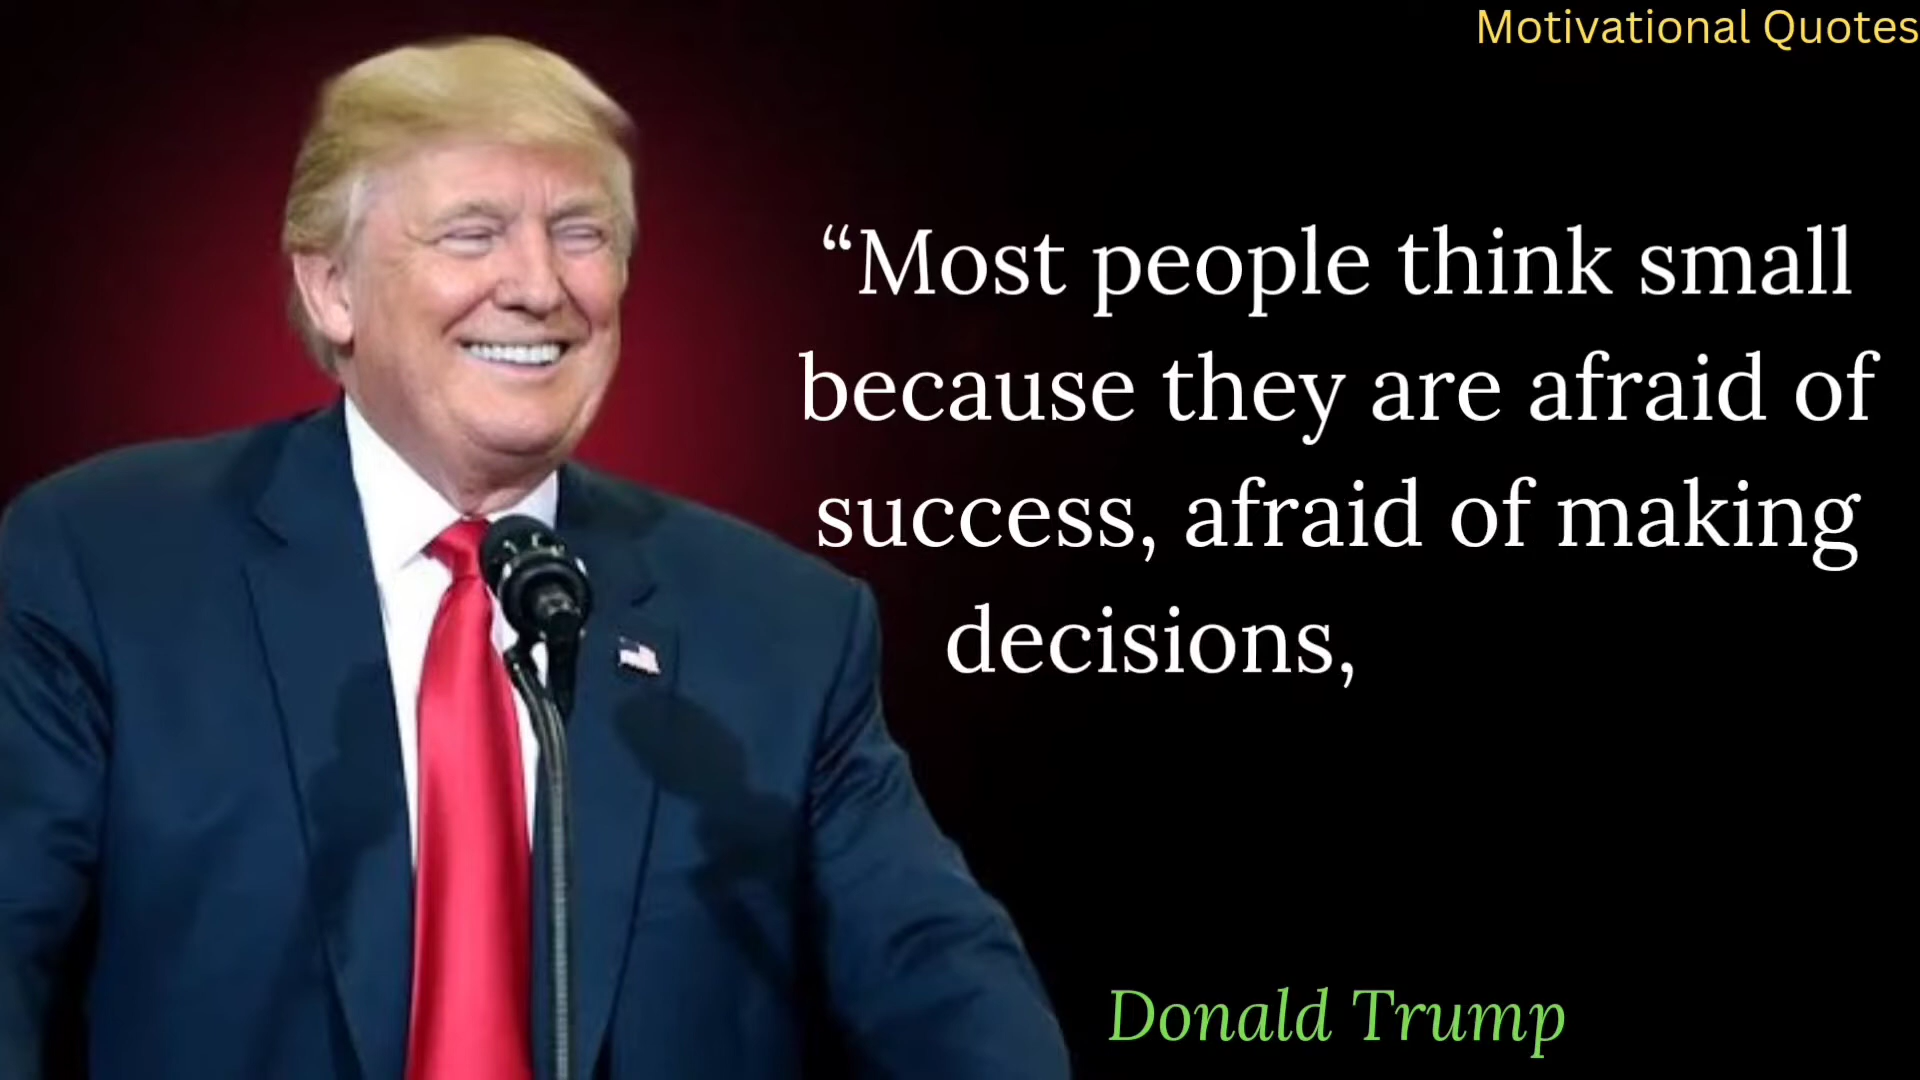 Motivational Quotes
“Most people think small
because they are afraid of
success, afraid of making
decisions,
Donald Trump